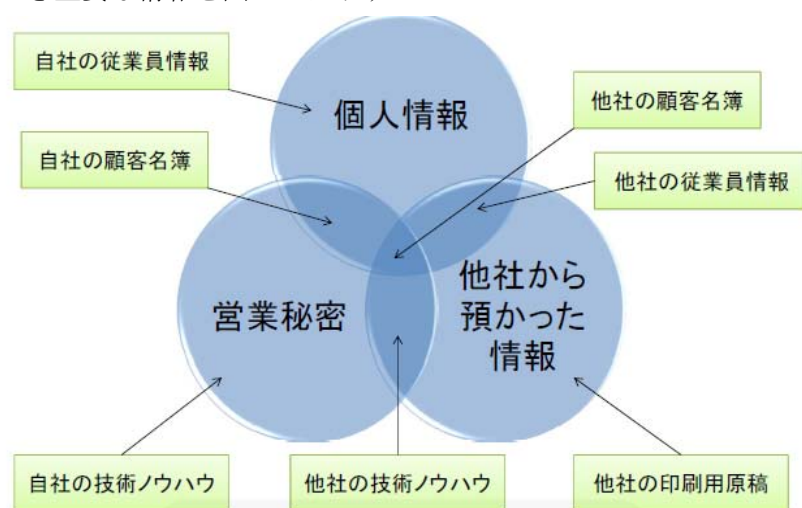 自社の従業員情報
個人情報
他社の顧客名簿
自社の顧客名簿
他社の従業員情報
営業秘密
他社から
預かった
情報
自社の技術ノウハウ
他社の技術ノウハウ
他社の印刷用原稿